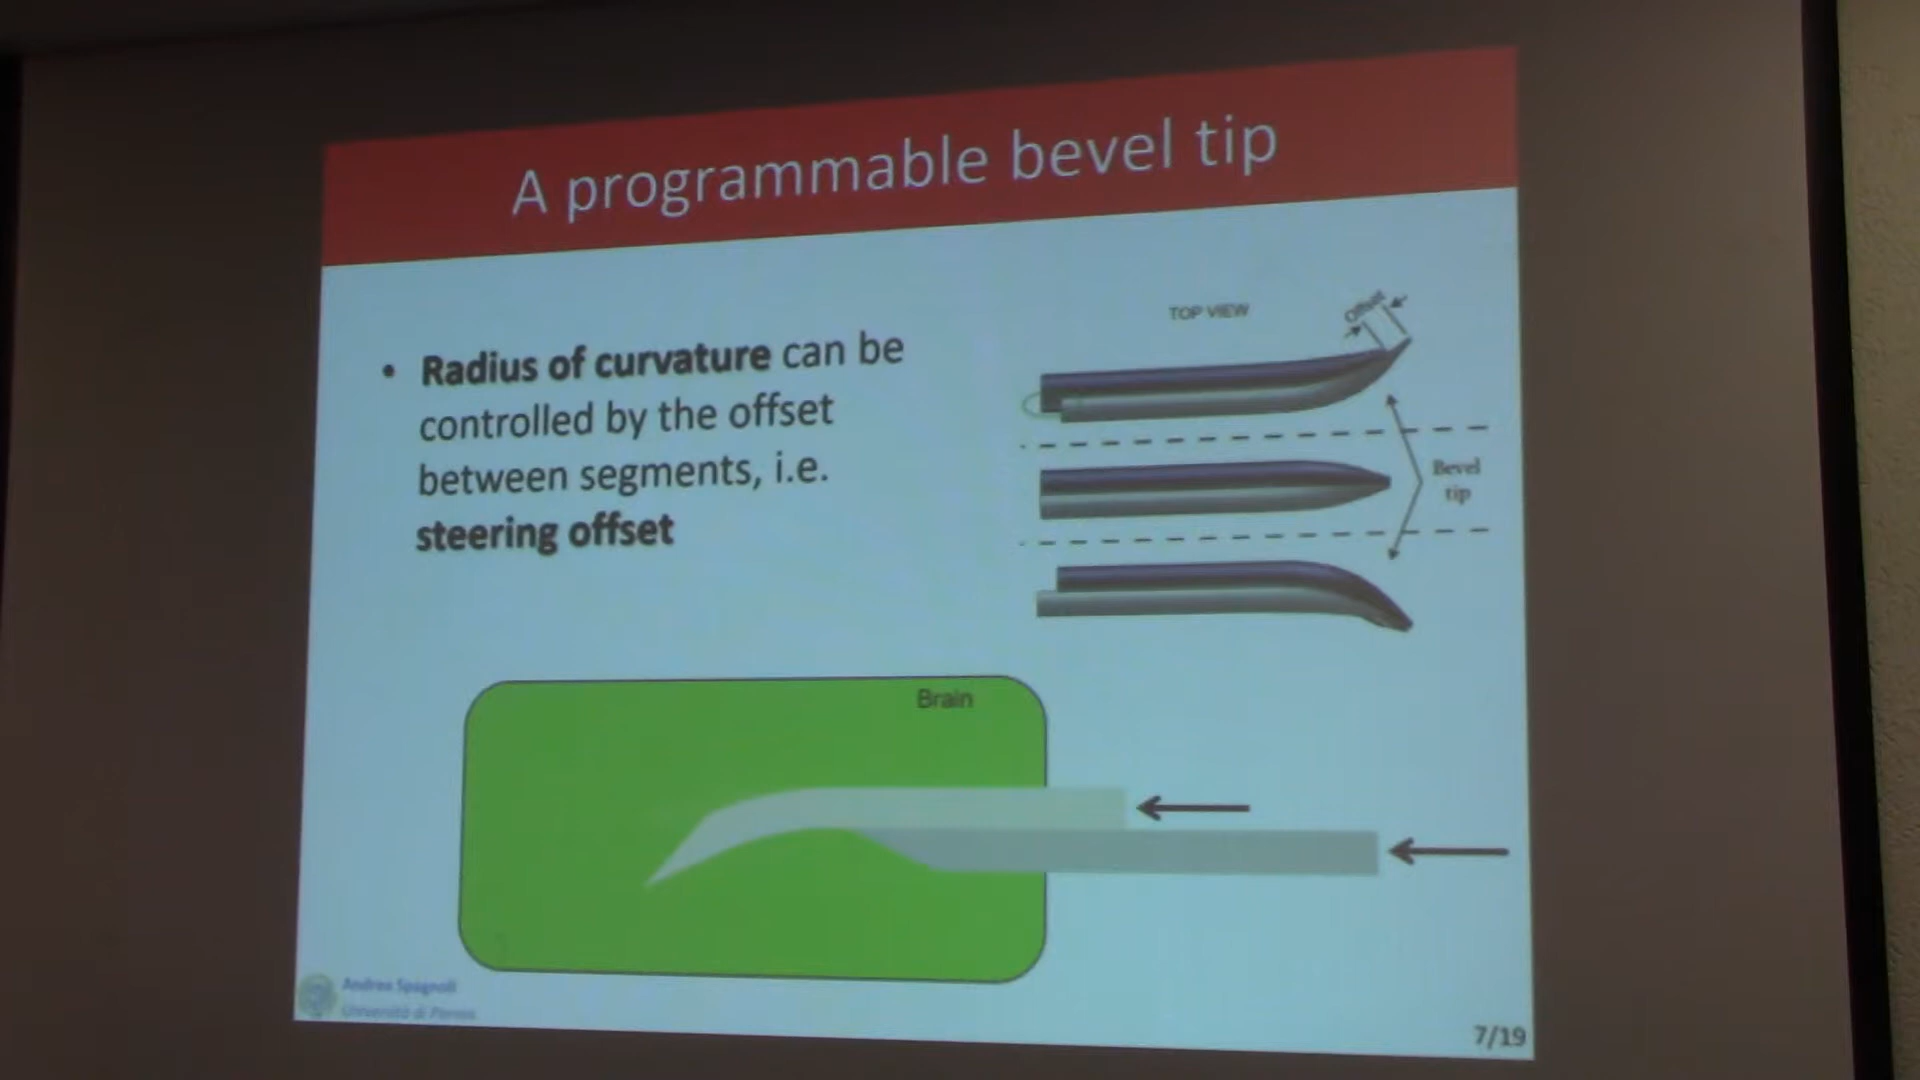 A programmable bevel tip
• Radius of curvature can be
controlled by the offset
between segments, i.e.
steering offset
TOP VIEW
Offset
Bevel
tip
Brain
Andrea Spagnoli
Università di Parma
7/19